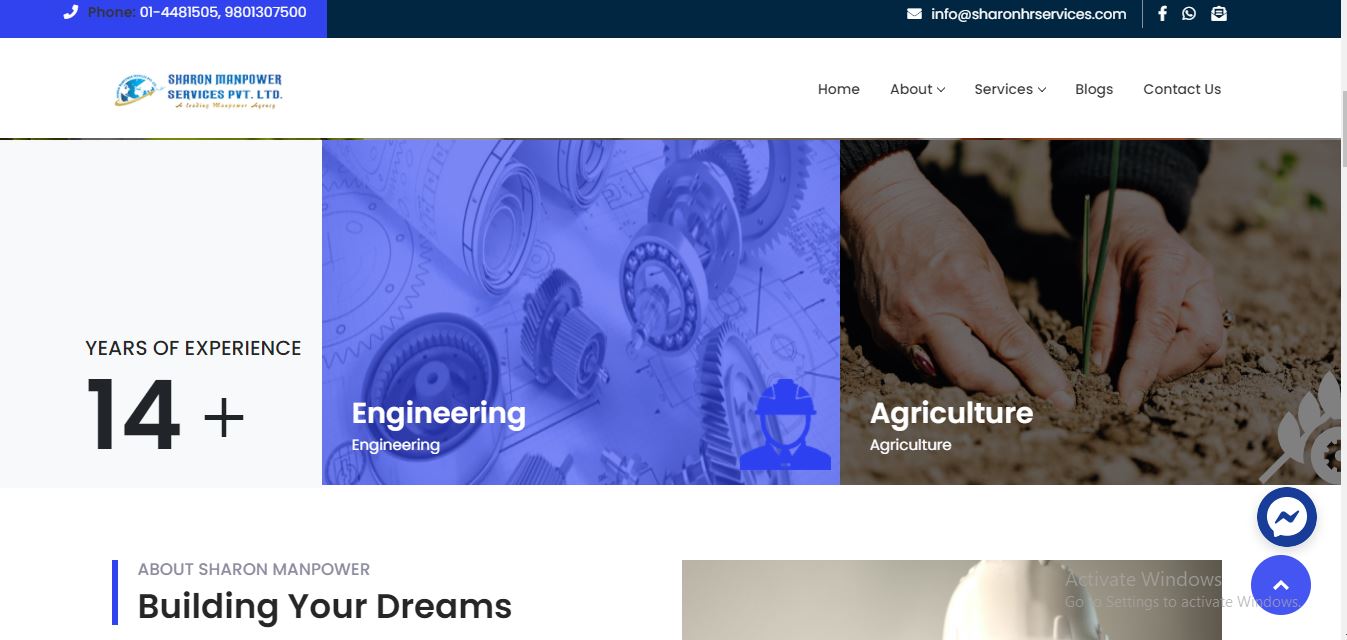 Phone: 01-4481505, 9801307500
info@sharonhrservices.com
SHARON MANPOWER
SERVICES PVT. LTD.
A leading Manpower Agency
Home About Services Blogs Contact Us
YEARS OF EXPERIENCE
14 +
Engineering
Engineering
Agriculture
Agriculture
ABOUT SHARON MANPOWER
Building Your Dreams
Activate Windows
Go to Settings to activate Windows.